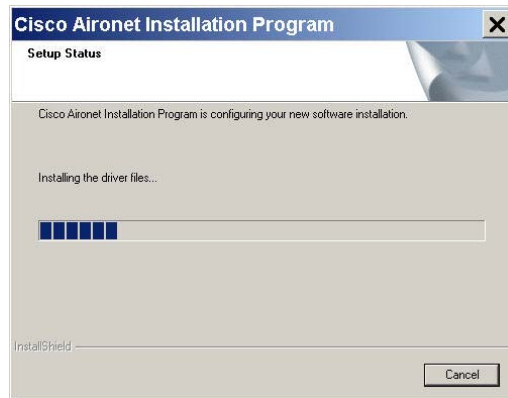 Cisco Aironet Installation Program
Setup Status
Cisco Aironet Installation Program is configuring your new software installation.
Installing the driver files...
InstallShield
Cancel